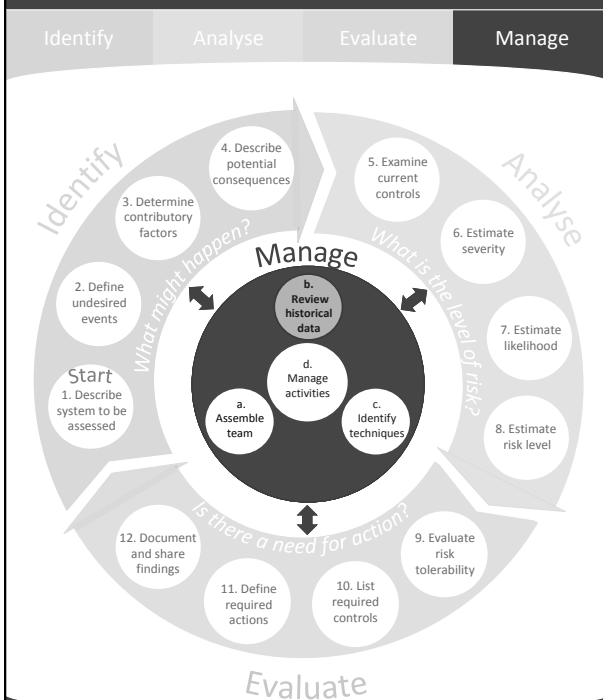 Identify Analyse Evaluate Manage
Identify
What might happen?
Start
1. Describe
system to be
assessed
2. Define
undesired
events
3. Determine
contributory
factors
4. Describe
potential
consequences
Analyse
What is the level of risk?
5. Examine
current
controls
6. Estimate
severity
7. Estimate
likelihood
8. Estimate
risk level
Manage
b.
Review
historical
data
d.
Manage
activities
a.
Assemble
team
c.
Identify
techniques
Is there a need for action?
9. Evaluate
risk
tolerability
10. List
required
controls
11. Define
required
actions
12. Document
and share
findings
Evaluate